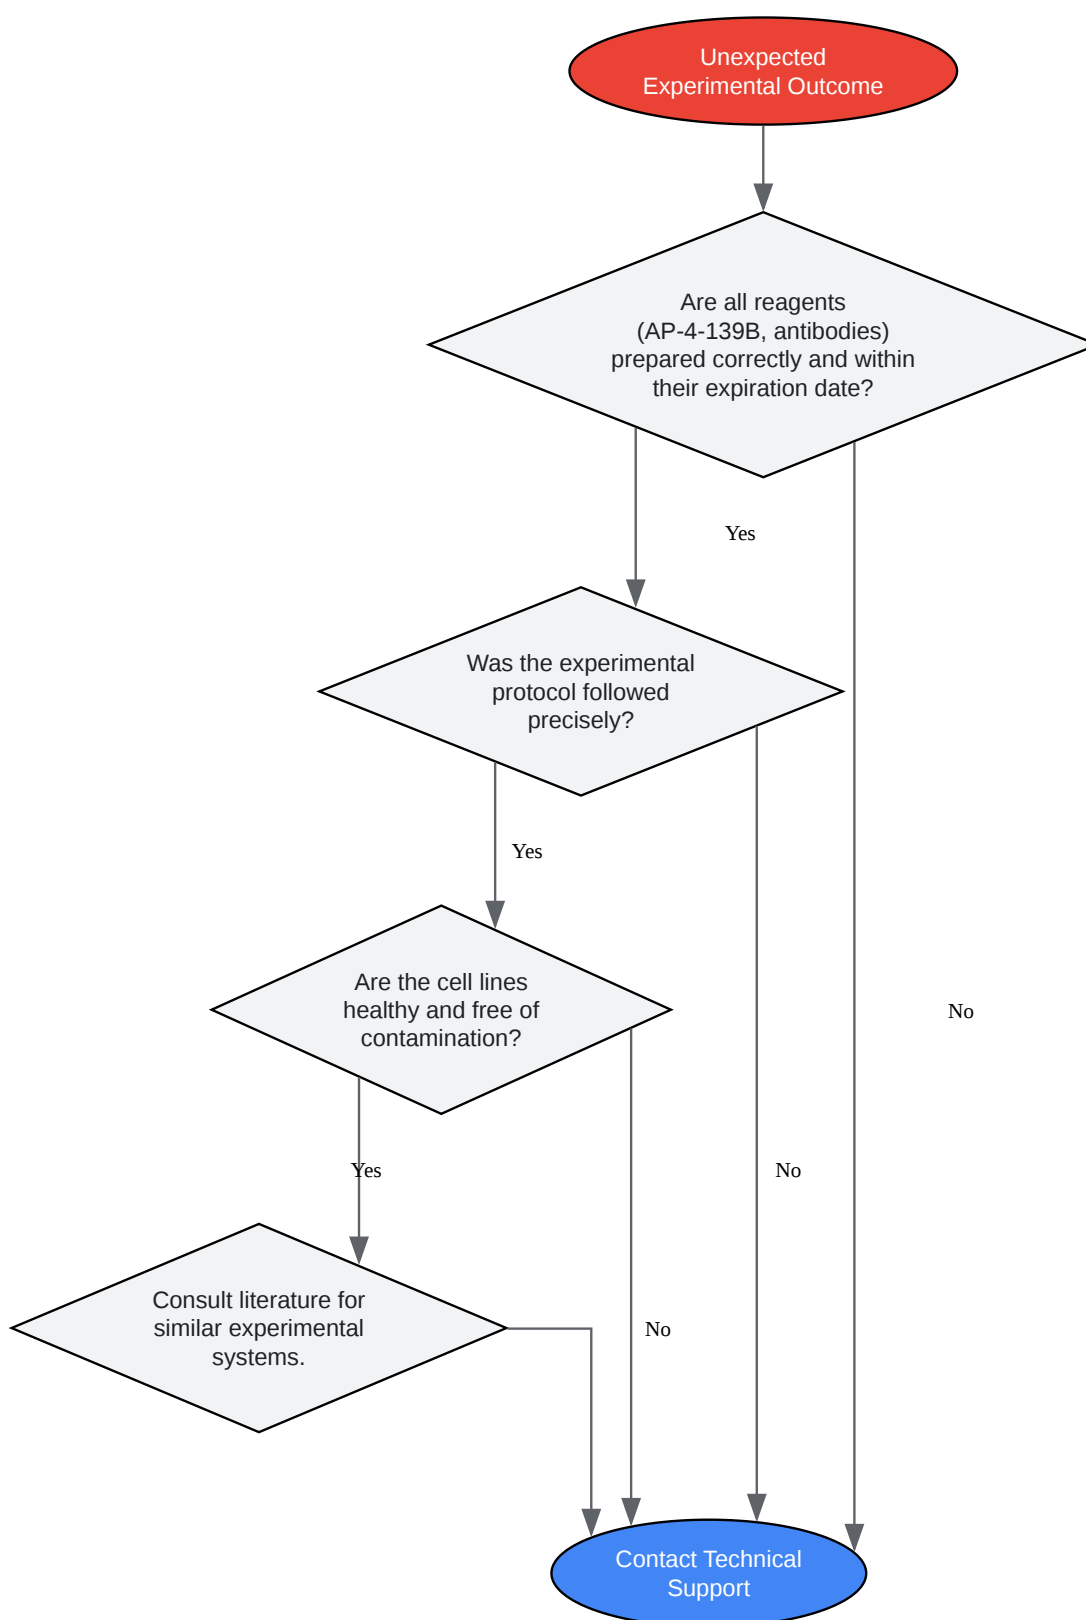 Unexpected
Experimental Outcome
Are all reagents
(AP-4-139B, antibodies)
prepared correctly and within
their expiration date?
Yes
Was the experimental
protocol followed
precisely?
Yes
Are the cell lines
healthy and free of
contamination?
No
Yes
No
Consult literature for
similar experimental
systems.
No
Contact Technical
Support